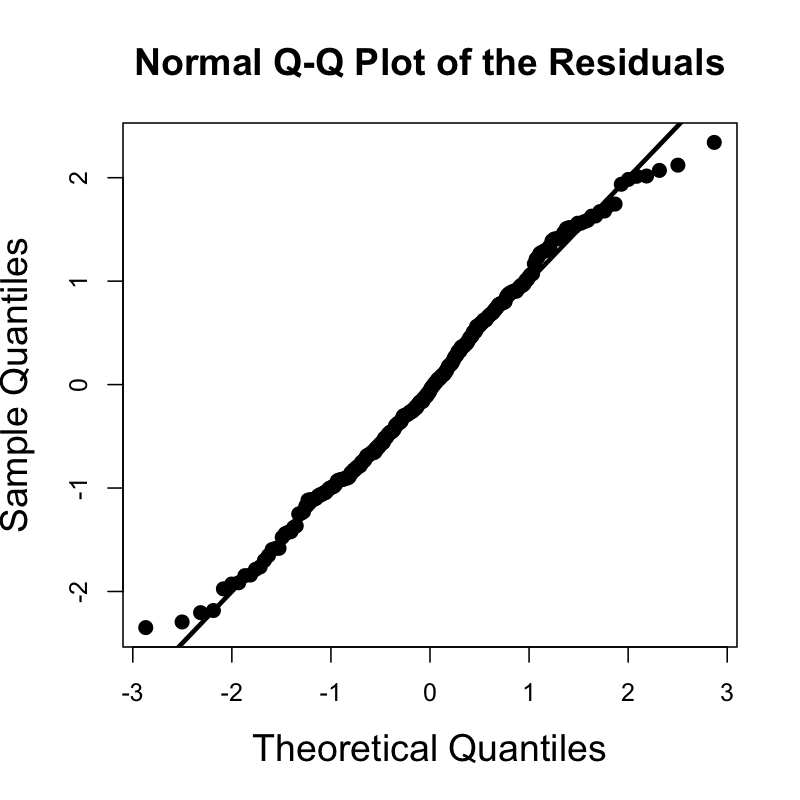 Normal Q-Q Plot of the Residuals
Sample Quantiles
2
1
0
-1
-2
-3 -2 -1 0 1 2 3
Theoretical Quantiles